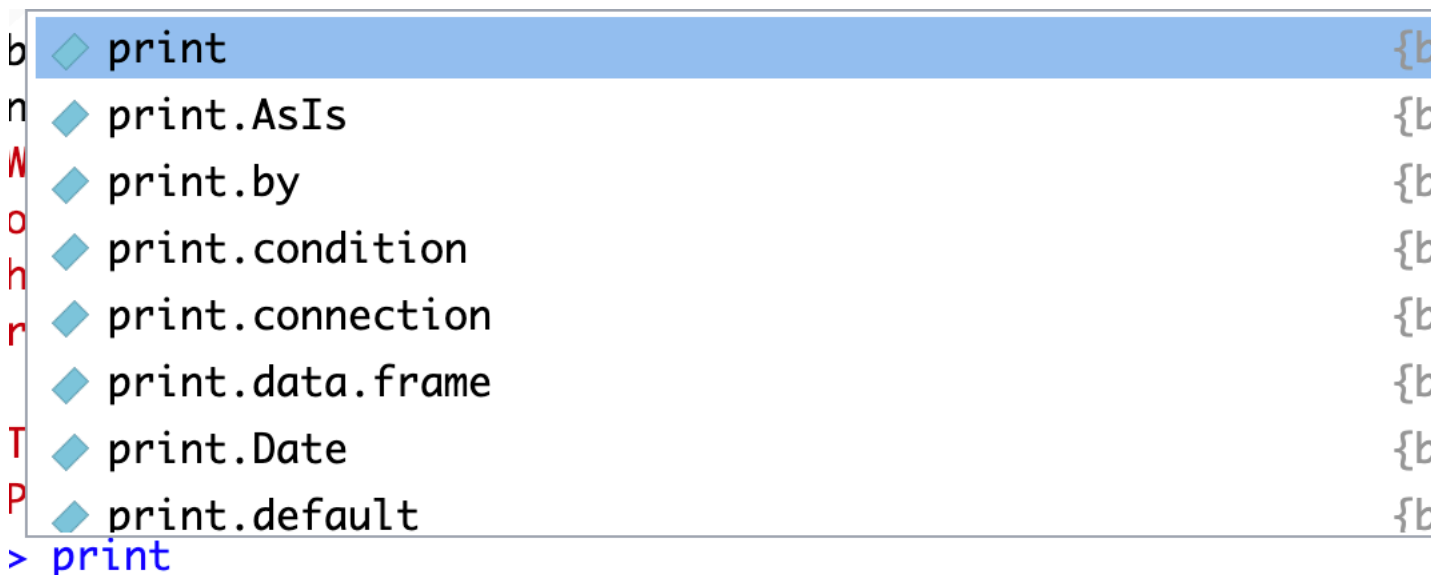 print {b
print.AsIs {b
print.by {b
print.condition {b
print.connection {b
print.data.frame {b
print.Date {b
print.default {b
> print